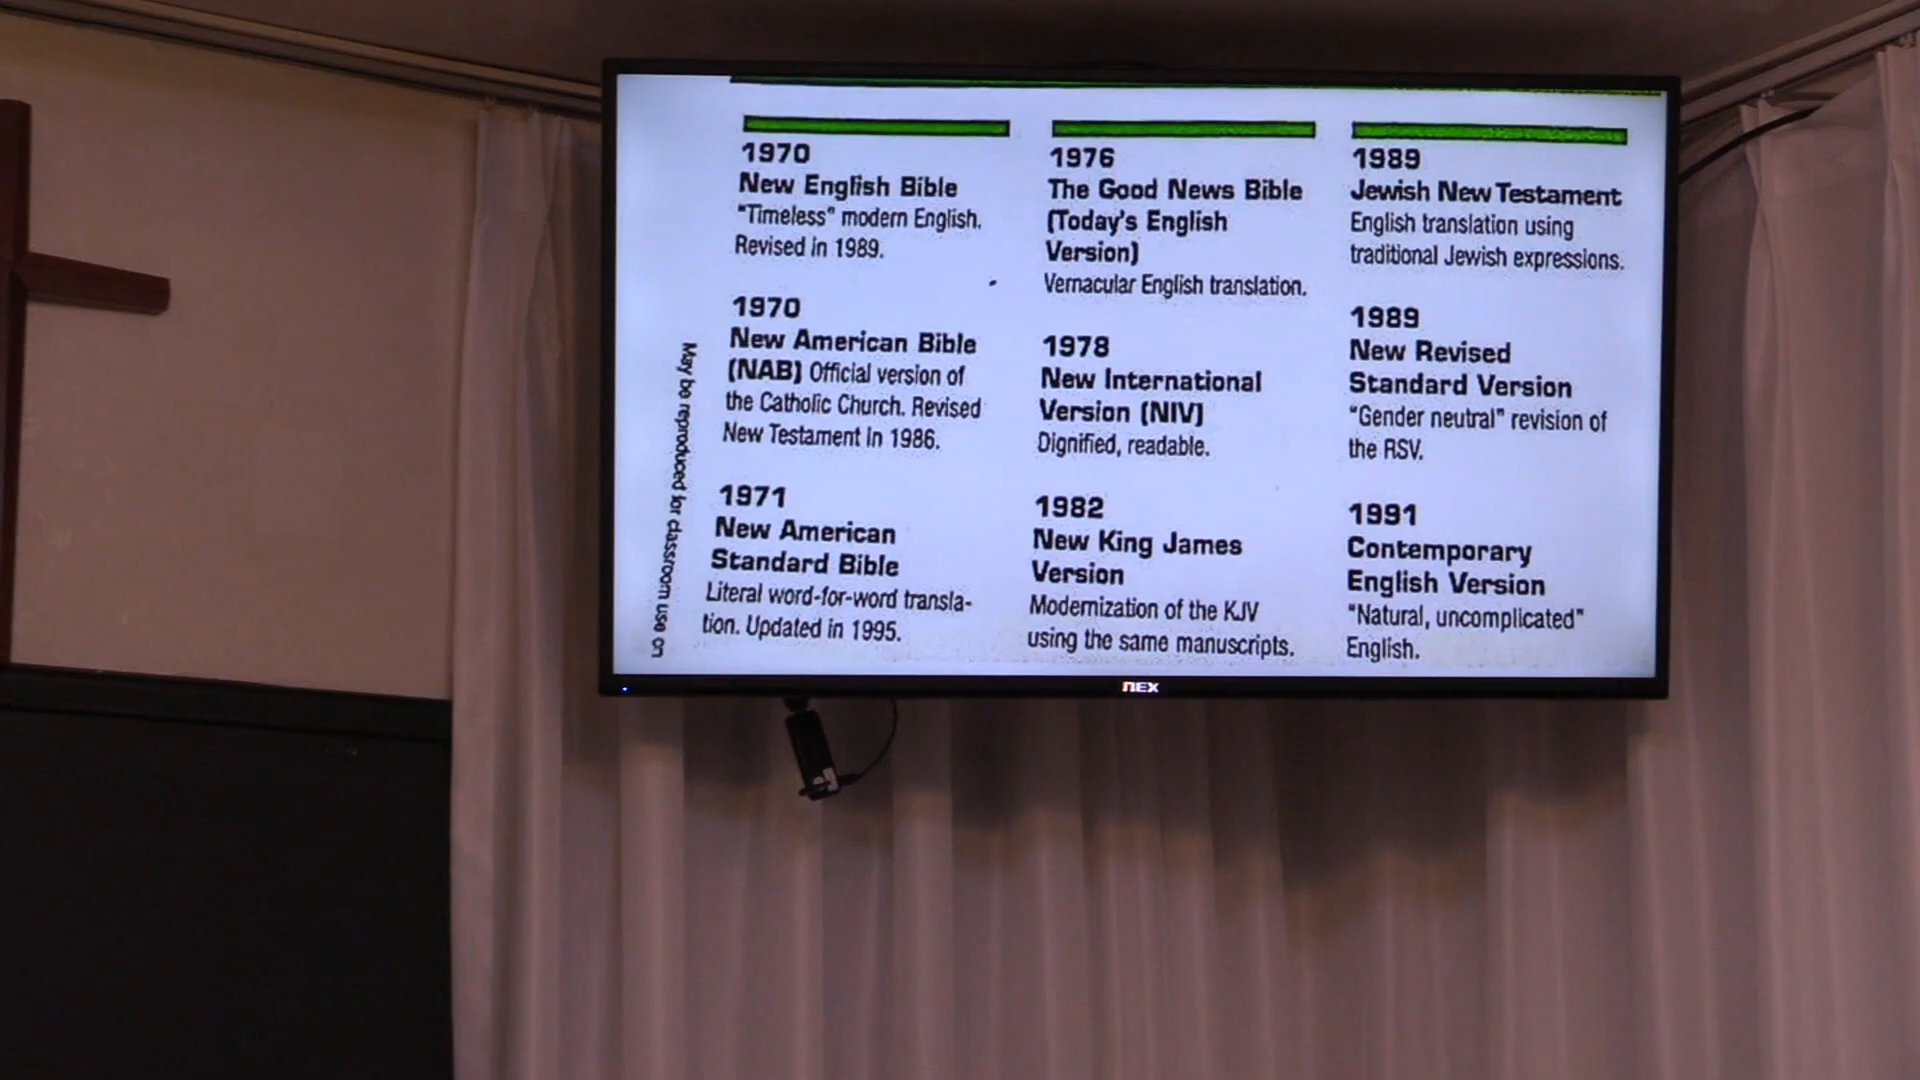 1970
New English Bible
"Timeless" modern English.
Revised in 1989.
1970
New American Bible
(NAB) Official version of
the Catholic Church. Revised
New Testament in 1986.
1971
New American
Standard Bible
Literal word-for-word transla-
tion. Updated in 1995.
1976
The Good News Bible
(Today's English
Version)
Vernacular English translation.
1978
New International
Version (NIV)
Dignified, readable.
1982
New King James
Version
Modernization of the KJV
using the same manuscripts.
1989
Jewish New Testament
English translation using
traditional Jewish expressions.
1989
New Revised
Standard Version
"Gender neutral" revision of
the RSV.
1991
Contemporary
English Version
"Natural, uncomplicated"
English.
May be reproduced for classroom use on
nex